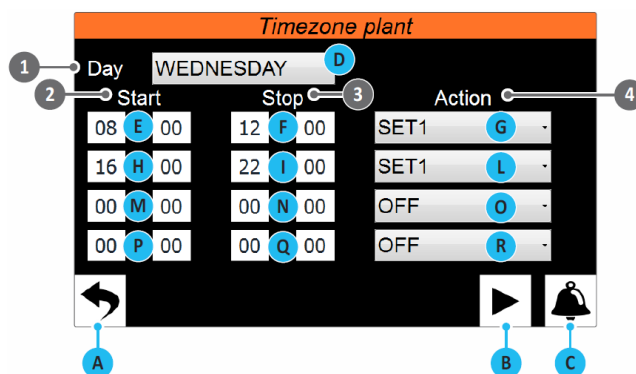 Timezone plant
1 Day WEDNESDAY D
2 Start Stop 3 Action 4
08 E 00 12 F 00 SET1 G
16 H 00 22 I 00 SET1 L
00 M 00 00 N 00 OFF O
00 P 00 00 Q 00 OFF R
A B C